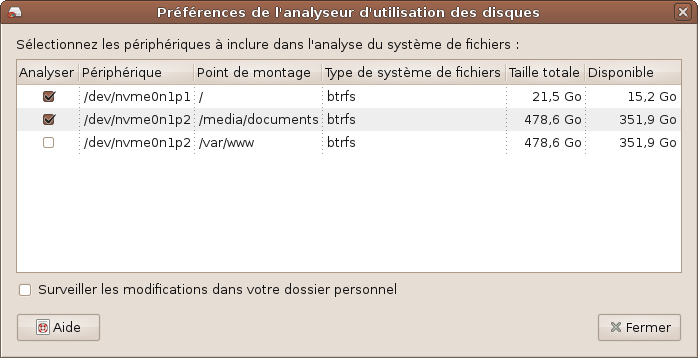 Préférences de l'analyseur d'utilisation des disques
Sélectionnez les périphériques à inclure dans l'analyse du système de fichiers :
Analyser Périphérique Point de montage Type de système de fichiers Taille totale Disponible
/dev/nvme0n1p1 / btrfs 21,5 Go 15,2 Go
/dev/nvme0n1p2 /media/documents btrfs 478,6 Go 351,9 Go
/dev/nvme0n1p2 /var/www btrfs 478,6 Go 351,9 Go
Surveiller les modifications dans votre dossier personnel
Aide Fermer